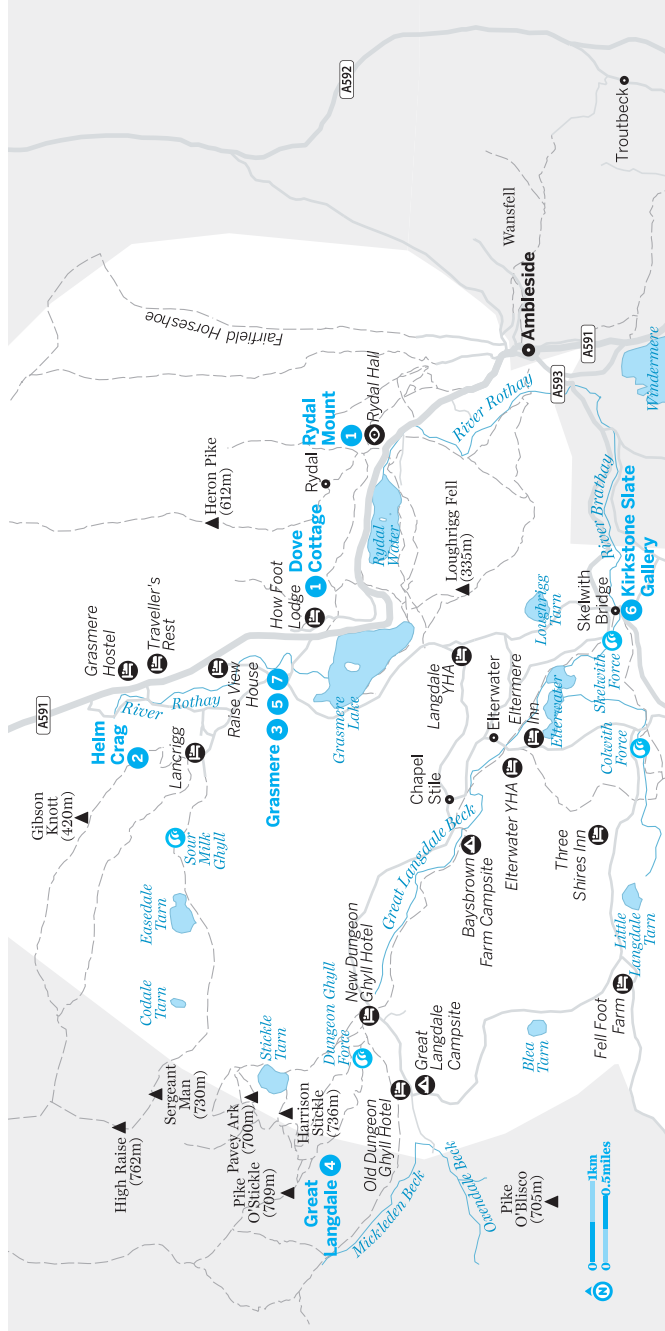 A592
Troutbeck
Wansfell
Fairfield Horseshoe
Ambleside
A591
A593
Windermere
River Rothay
Rydal Hall
Rydal
Mount
1
Rydal
Heron Pike
(612m)
Dove
Cottage
1
How Foot
Lodge
Rydal
Water
Loughrigg Fell
(335m)
River Brathay
Kirkstone Slate
Gallery
6
Skelwith
Bridge
Loughrigg
Tarn
Skelwith
Force
Grasmere
Hostel
Traveller's
Rest
A591
River
Rothay
Raise View
House
Grasmere 3 5 7
Grasmere
Lake
Langdale
YHA
Elterwater
Eltermere
Inn
Elterwater
Colwith
Force
Helm
Crag
2
Lancrigg
Gibson
Knott
(420m)
Sour
Milk
Ghyll
Easedale
Tarn
Codale
Tarn
Chapel
Stile
Great Langdale Beck
Baysbrown
Farm Campsite
Elterwater YHA
Three
Shires Inn
Little
Langdale
Tarn
Fell Foot
Farm
Blea
Tarn
New Dungeon
Ghyll Hotel
Dungeon Ghyll
Force
Stickle
Tarn
Great
Langdale
Campsite
Old Dungeon
Ghyll Hotel
Sergeant
Man
(730m)
High Raise
(762m)
Pavey Ark
(700m)
Harrison
Stickle
(736m)
Pike
O'Stickle
(709m)
Great
Langdale 4
Mickleden Beck
Oxendale Beck
Pike
O'Blisco
(705m)
N
0 1km
0 0.5miles